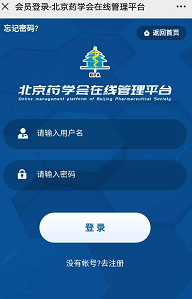 会员登录-北京药学会在线管理平台
忘记密码?
返回首页
北京药学会在线管理平台
Online management platform of Beijing Pharmaceutical Society
请输入用户名
请输入密码
登 录
没有帐号?去注册